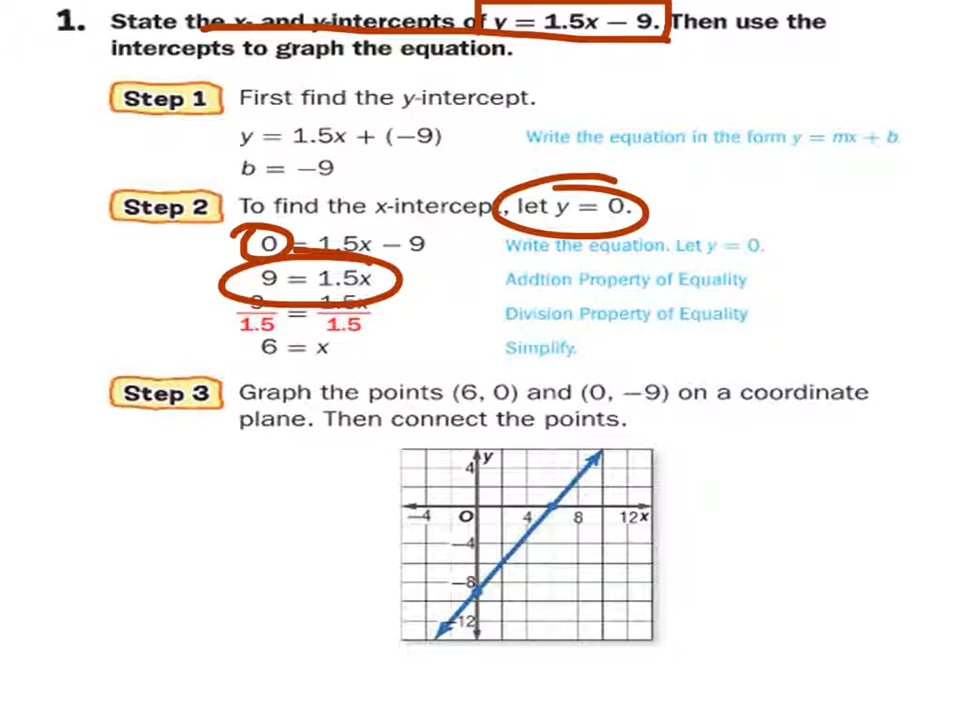 1. State the x- and y-intercepts of y = 1.5x − 9. Then use the
intercepts to graph the equation.
Step 1 First find the y-intercept.
y = 1.5x + (−9) Write the equation in the form y = mx + b.
b = −9
Step 2 To find the x-intercept, let y = 0.
0 = 1.5x − 9 Write the equation. Let y = 0.
9 = 1.5x Addtion Property of Equality
9/1.5 = 1.5x/1.5 Division Property of Equality
6 = x Simplify.
Step 3 Graph the points (6, 0) and (0, −9) on a coordinate
plane. Then connect the points.
4 y
−4 O 4 8 12x
−4
−8
−12